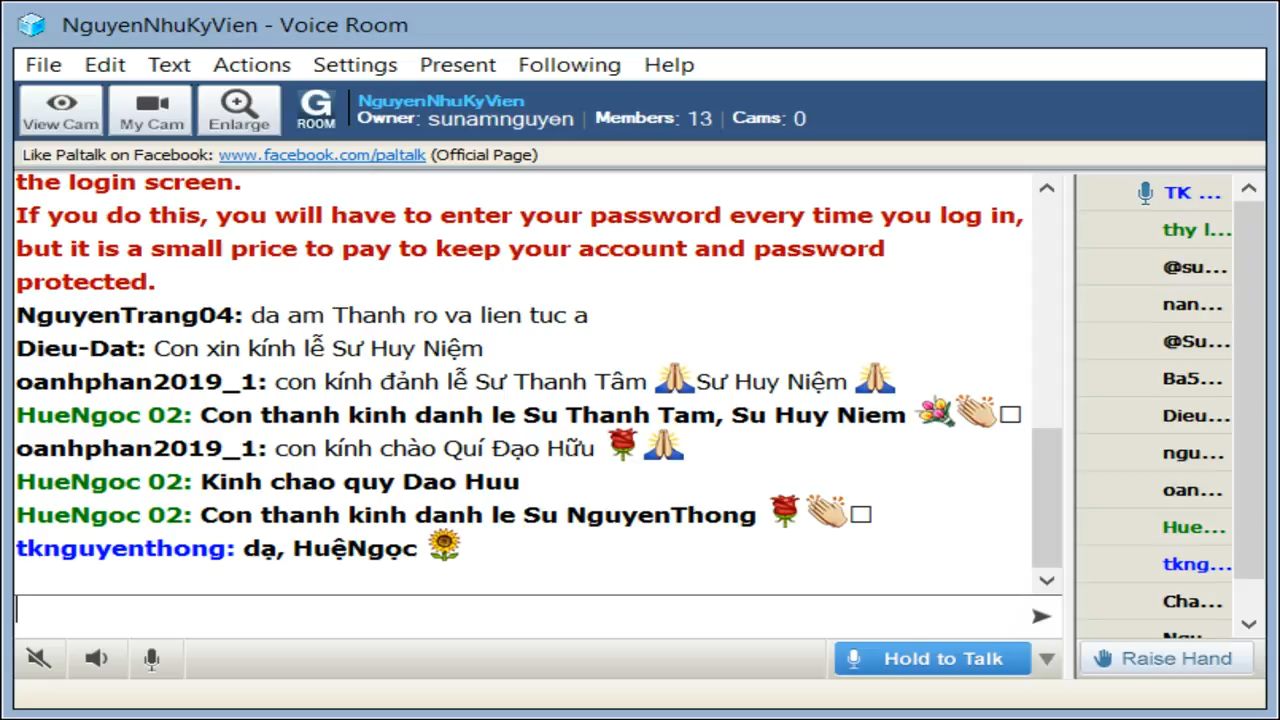 NguyenNhuKyVien - Voice Room
File Edit Text Actions Settings Present Following Help
View Cam My Cam Enlarge G ROOM
NguyenNhuKyVien
Owner: sunamnguyen | Members: 13 | Cams: 0
Like Paltalk on Facebook: www.facebook.com/paltalk (Official Page)
the login screen.
If you do this, you will have to enter your password every time you log in,
but it is a small price to pay to keep your account and password
protected.
NguyenTrang04: da am Thanh ro va lien tuc a
Dieu-Dat: Con xin kính lễ Sư Huy Niệm
oanhphan2019_1: con kính đảnh lễ Sư Thanh Tâm 🙏Sư Huy Niệm 🙏
HueNgoc 02: Con thanh kinh danh le Su Thanh Tam, Su Huy Niem 💐👏□
oanhphan2019_1: con kính chào Quí Đạo Hữu 🌹🙏
HueNgoc 02: Kinh chao quy Dao Huu
HueNgoc 02: Con thanh kinh danh le Su NguyenThong 🌹👏□
tknguyenthong: dạ, HuệNgọc 🌻
TK ...
thy l...
@su...
nan...
@Su...
Ba5...
Dieu...
ngu...
oan...
Hue...
tkng...
Cha...
Hold to Talk
Raise Hand